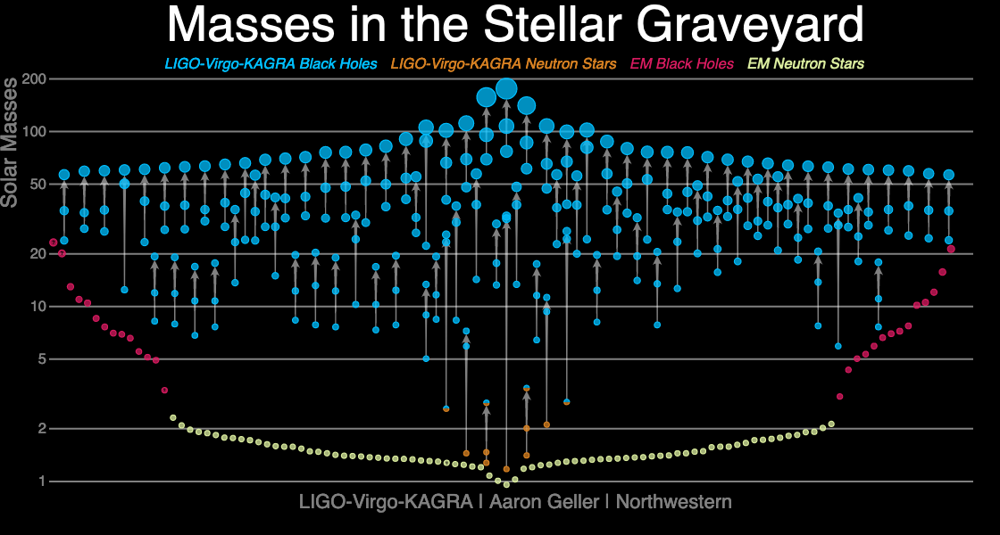 Masses in the Stellar Graveyard
LIGO-Virgo-KAGRA Black Holes LIGO-Virgo-KAGRA Neutron Stars EM Black Holes EM Neutron Stars
Solar Masses
200
100
50
20
10
5
2
1
LIGO-Virgo-KAGRA | Aaron Geller | Northwestern